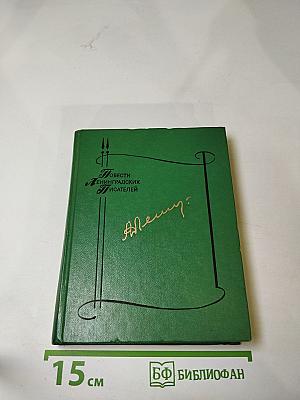 Повести
Ленинградских
Писателей
15 см
БФ БИБЛИОФАН